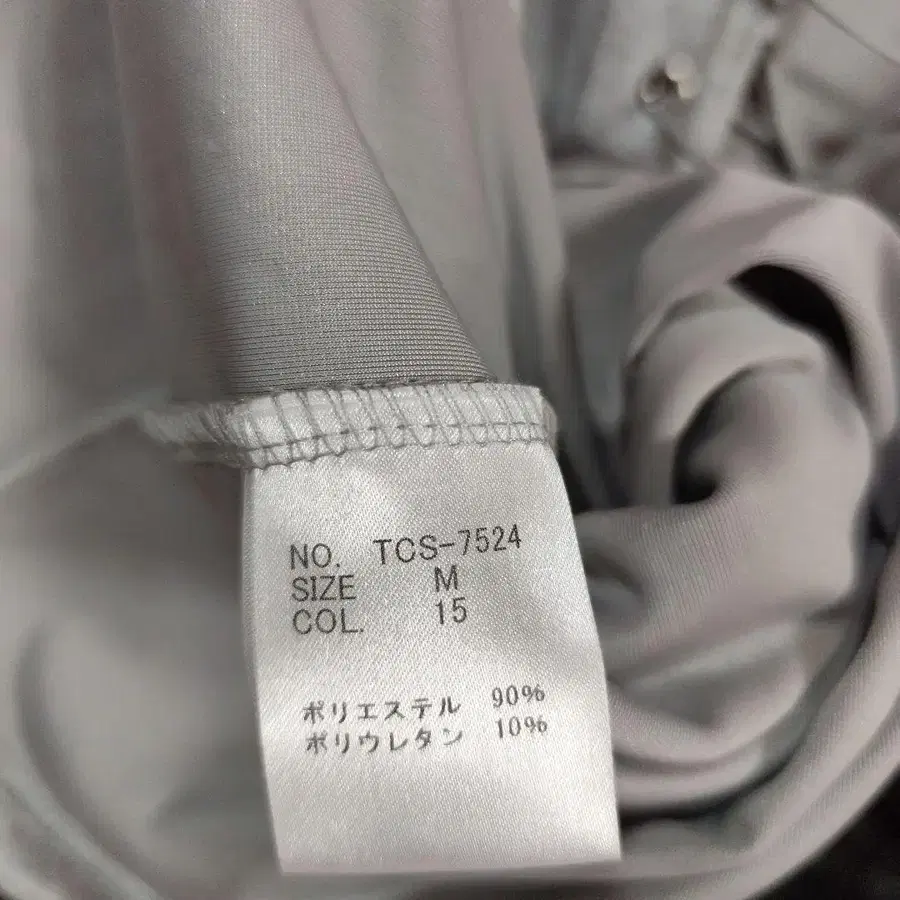 NO. TCS-7524
SIZE M
COL. 15
ポリエステル 90%
ポリウレタン 10%